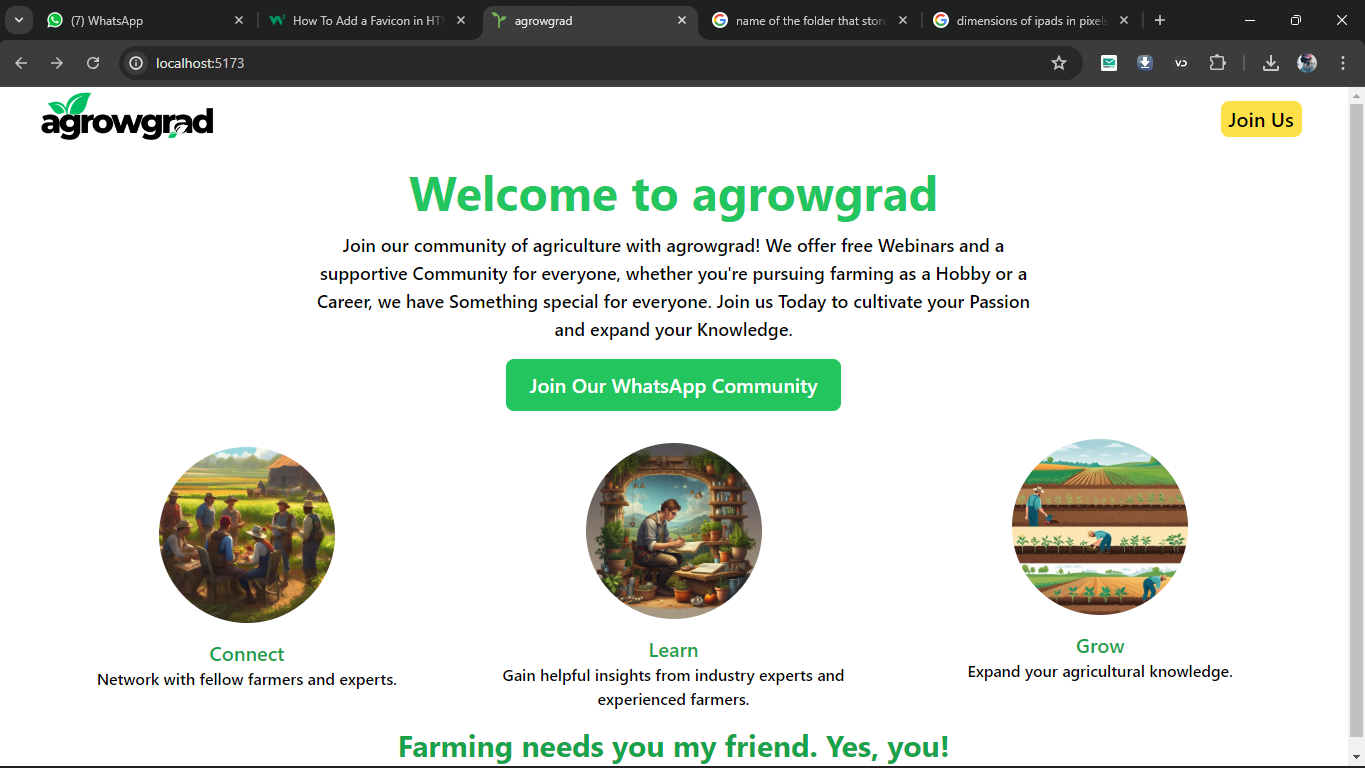 (7) WhatsApp
How To Add a Favicon in HT
agrowgrad
name of the folder that stor
dimensions of ipads in pixels
localhost:5173
agrowgrad
Join Us
Welcome to agrowgrad
Join our community of agriculture with agrowgrad! We offer free Webinars and a
supportive Community for everyone, whether you're pursuing farming as a Hobby or a
Career, we have Something special for everyone. Join us Today to cultivate your Passion
and expand your Knowledge.
Join Our WhatsApp Community
Connect
Network with fellow farmers and experts.
Learn
Gain helpful insights from industry experts and
experienced farmers.
Grow
Expand your agricultural knowledge.
Farming needs you my friend. Yes, you!